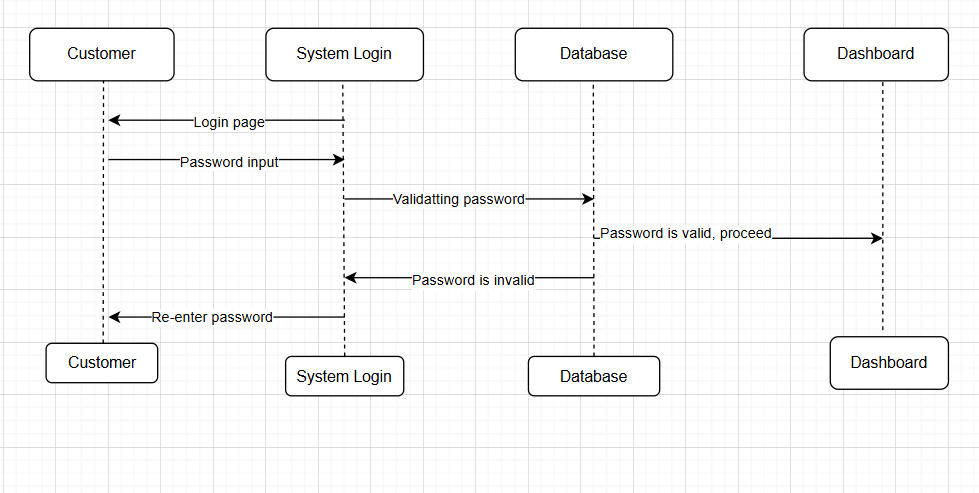 Customer
System Login
Database
Dashboard
Login page
Password input
Validatting password
Password is valid, proceed
Password is invalid
Re-enter password
Customer
System Login
Database
Dashboard